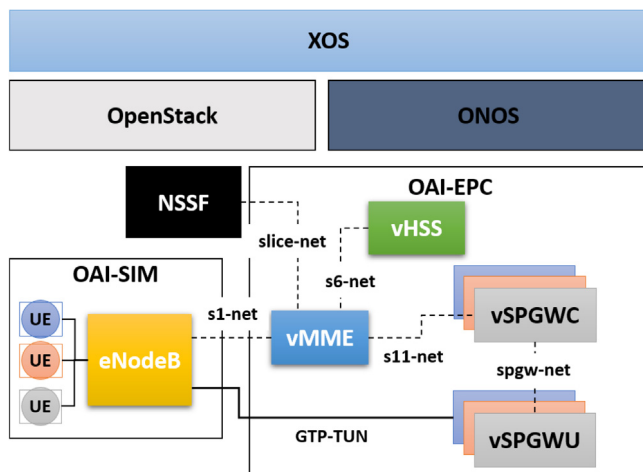 XOS
OpenStack
ONOS
OAI-EPC
NSSF
vHSS
slice-net
OAI-SIM
s6-net
UE
s1-net
vSPGWC
eNodeB
vMME
UE
s11-net
spgw-net
UE
GTP-TUN
vSPGWU